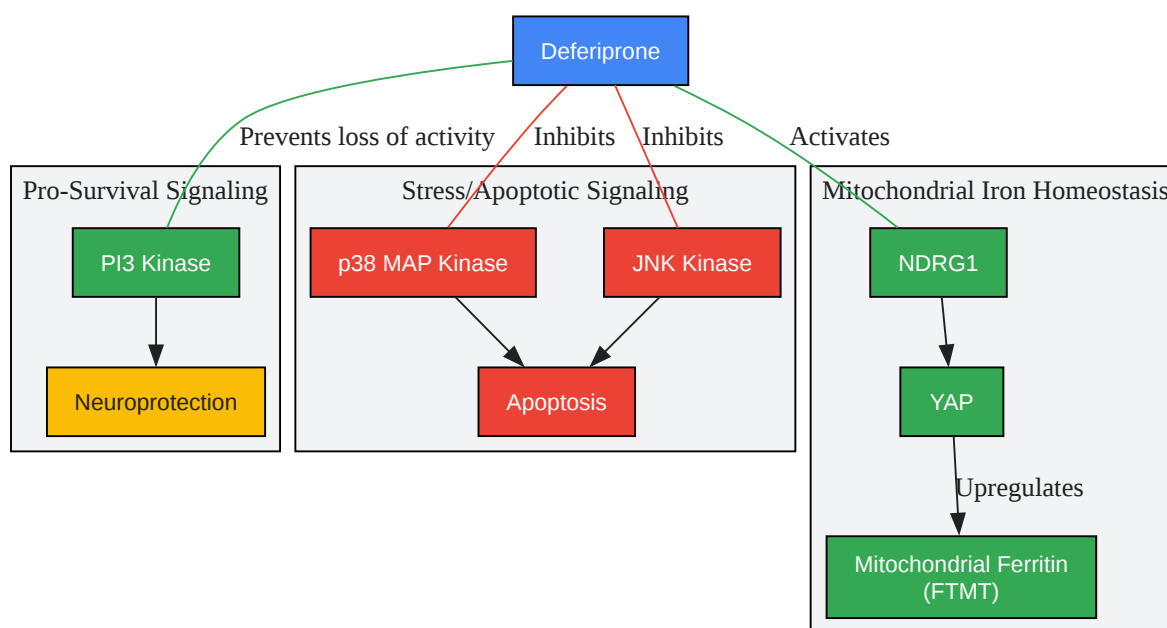 Deferiprone
Prevents loss of activity
Inhibits
Inhibits
Activates
Pro-Survival Signaling
Stress/Apoptotic Signaling
Mitochondrial Iron Homeostasis
PI3 Kinase
p38 MAP Kinase
JNK Kinase
NDRG1
Neuroprotection
Apoptosis
YAP
Upregulates
Mitochondrial Ferritin
(FTMT)